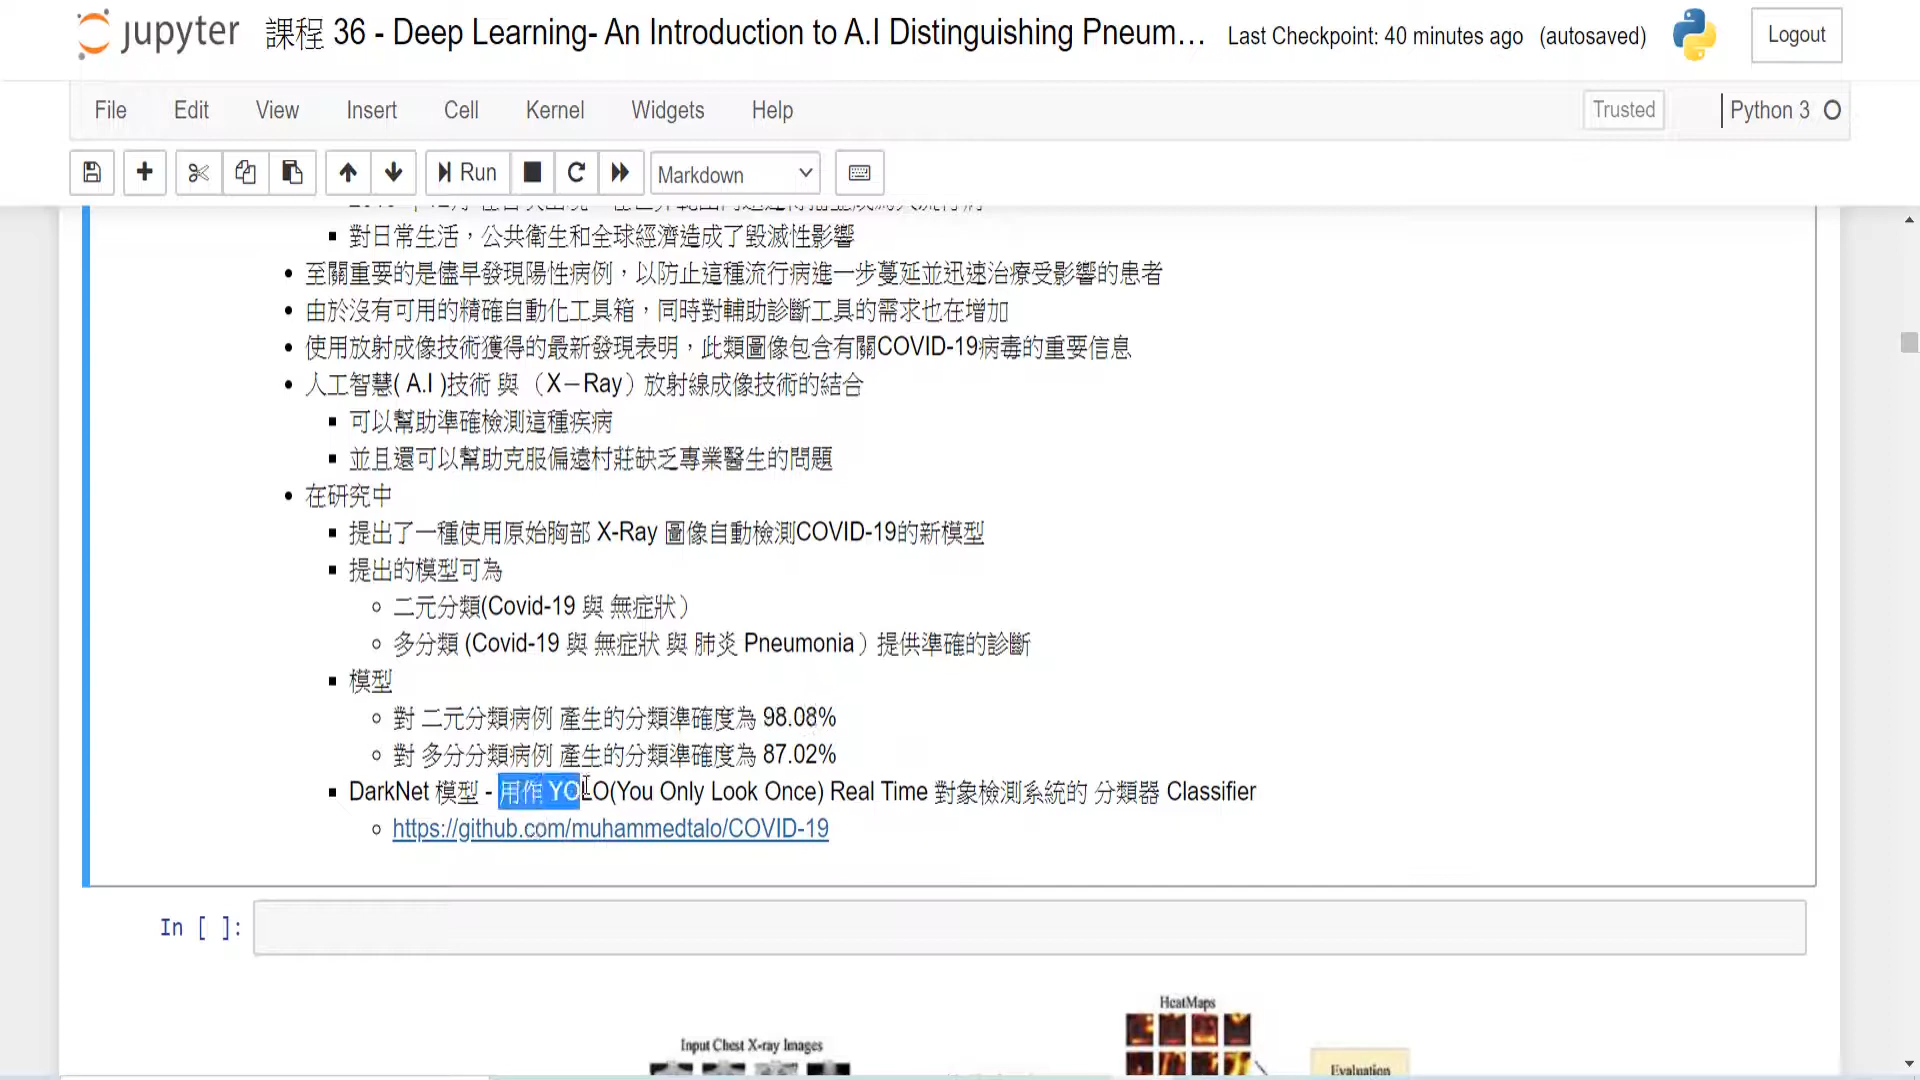 jupyter 課程 36 - Deep Learning- An Introduction to A.I Distinguishing Pneum… Last Checkpoint: 40 minutes ago (autosaved) Logout
File Edit View Insert Cell Kernel Widgets Help Trusted Python 3
Run Markdown
對日常生活，公共衛生和全球經濟造成了毀滅性影響
至關重要的是儘早發現陽性病例，以防止這種流行病進一步蔓延並迅速治療受影響的患者
由於沒有可用的精確自動化工具箱，同時對輔助診斷工具的需求也在增加
使用放射成像技術獲得的最新發現表明，此類圖像包含有關COVID-19病毒的重要信息
人工智慧( A.I )技術 與（X－Ray）放射線成像技術的結合
可以幫助準確檢測這種疾病
並且還可以幫助克服偏遠村莊缺乏專業醫生的問題
在研究中
提出了一種使用原始胸部 X-Ray 圖像自動檢測COVID-19的新模型
提出的模型可為
二元分類(Covid-19 與 無症狀）
多分類 (Covid-19 與 無症狀 與 肺炎 Pneumonia）提供準確的診斷
模型
對 二元分類病例 產生的分類準確度為 98.08%
對 多分分類病例 產生的分類準確度為 87.02%
DarkNet 模型 - 用作 YOLO(You Only Look Once) Real Time 對象檢測系統的 分類器 Classifier
https://github.com/muhammedtalo/COVID-19
In [ ]:
HeatMaps
Input Chest X-ray Images
Evaluation